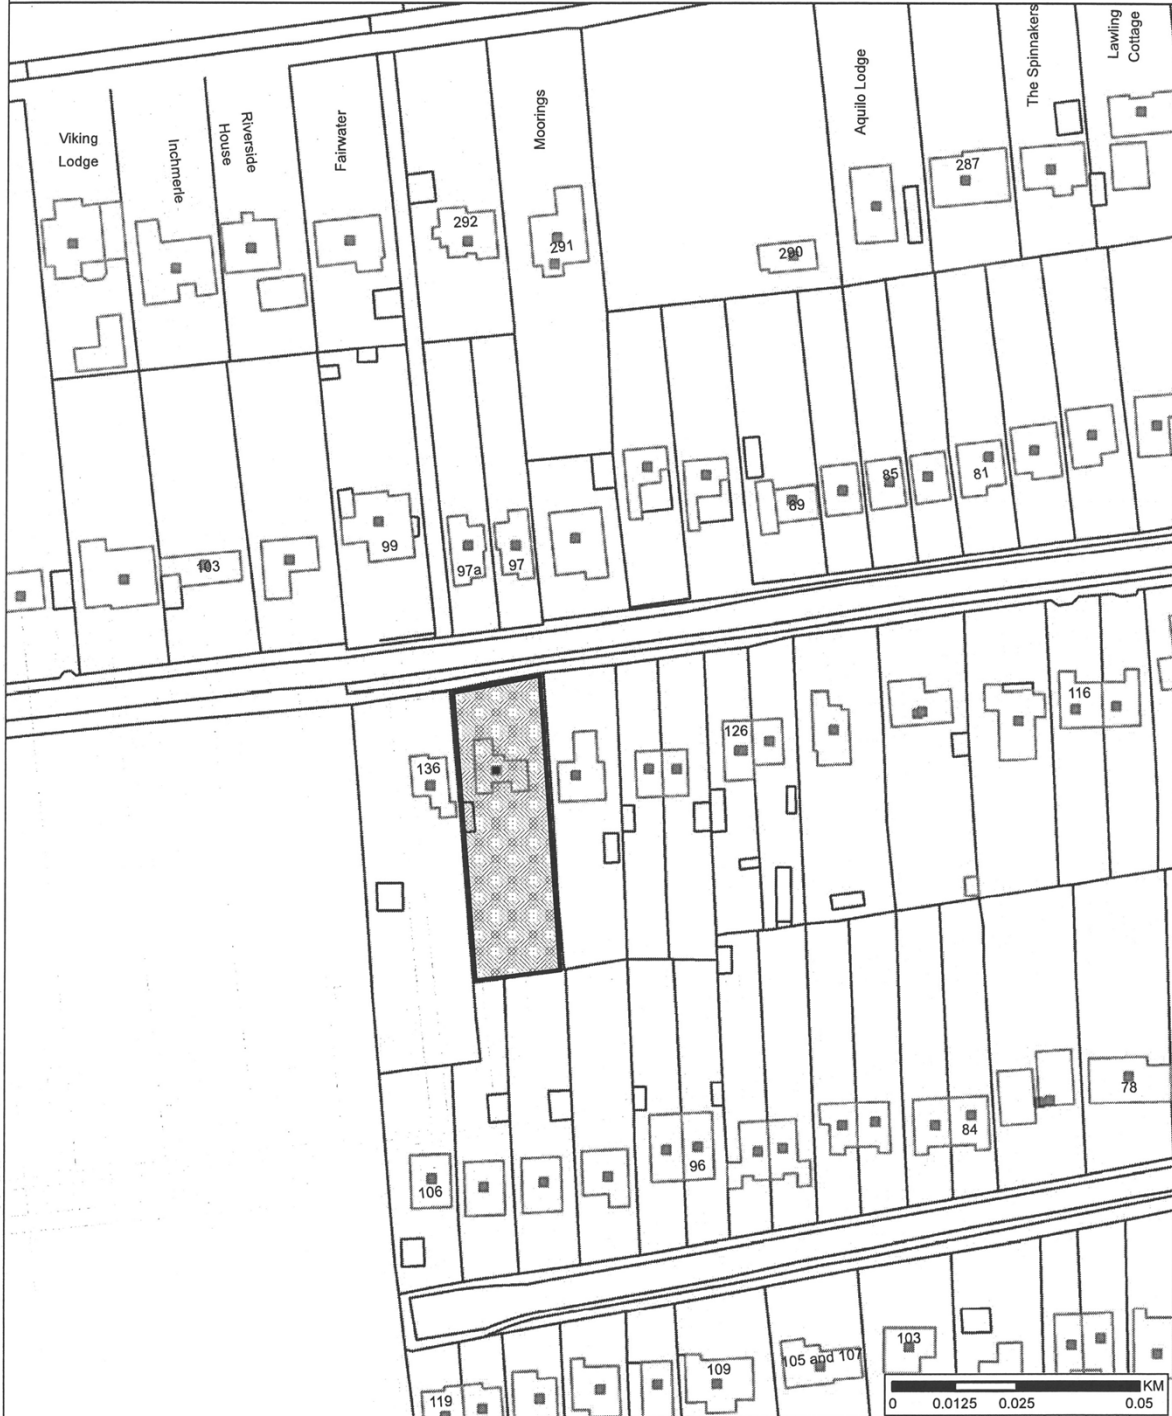 The Spinnakers
Lawling
Cottage
Aquilo Lodge
Moorings
Fairwater
Riverside
House
Inchmerle
Viking
Lodge
287
292
291
290
85
81
89
99
97a
97
103
116
126
136
78
84
96
106
103
105 and 107
109
119
KM
0 0.0125 0.025 0.05